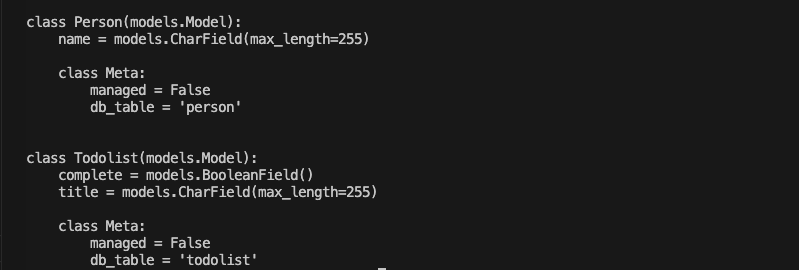 class Person(models.Model):
    name = models.CharField(max_length=255)

    class Meta:
        managed = False
        db_table = 'person'


class Todolist(models.Model):
    complete = models.BooleanField()
    title = models.CharField(max_length=255)

    class Meta:
        managed = False
        db_table = 'todolist'